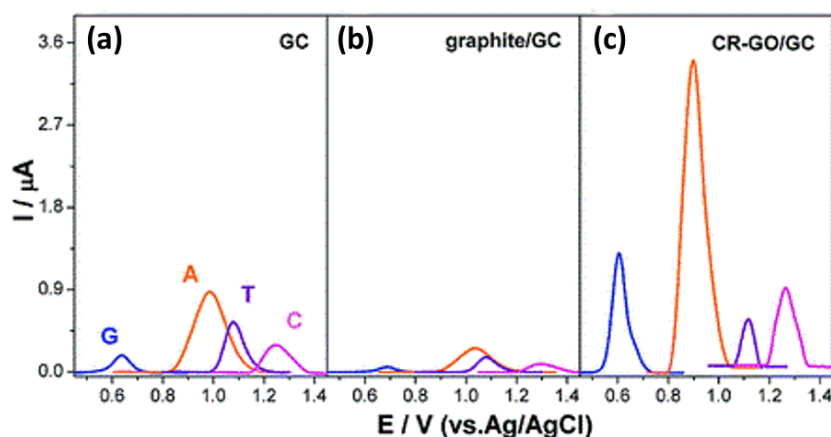 (a) GC
(b) graphite/GC
(c) CR-GO/GC
I / μA
3.6
2.7
1.8
0.9
0.0
G
A
T
C
0.6 0.8 1.0 1.2 1.4
0.6 0.8 1.0 1.2 1.4
0.6 0.8 1.0 1.2 1.4
E / V (vs.Ag/AgCl)